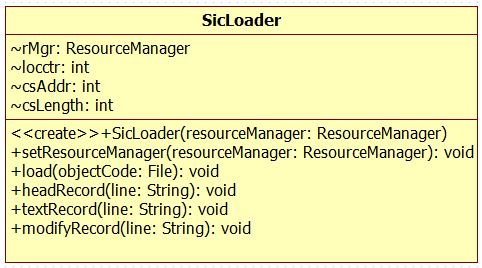 SicLoader
~rMgr: ResourceManager
~locctr: int
~csAddr: int
~csLength: int
<<create>>+SicLoader(resourceManager: ResourceManager)
+setResourceManager(resourceManager: ResourceManager): void
+load(objectCode: File): void
+headRecord(line: String): void
+textRecord(line: String): void
+modifyRecord(line: String): void